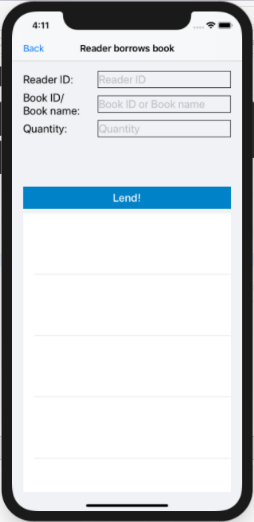 4:11
Back Reader borrows book
Reader ID: Reader ID
Book ID/
Book name: Book ID or Book name
Quantity: Quantity
Lend!